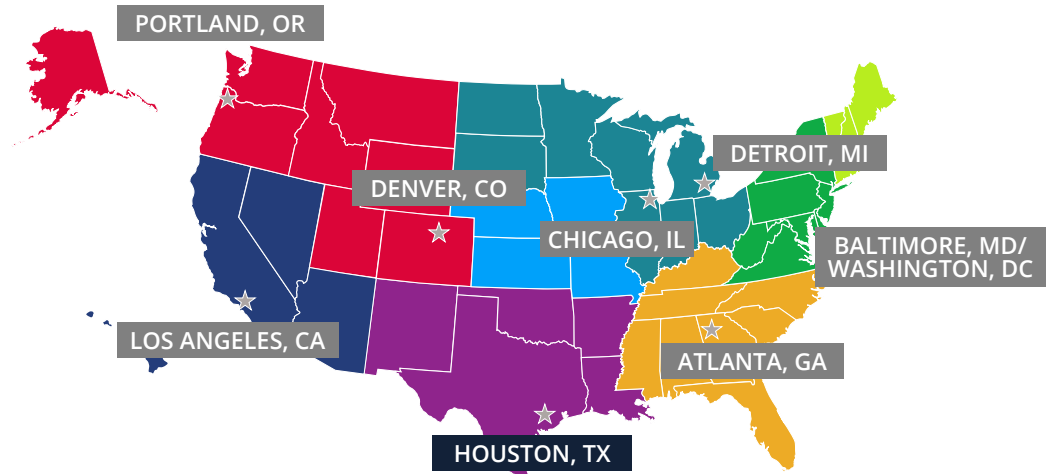 PORTLAND, OR
DETROIT, MI
DENVER, CO
CHICAGO, IL
BALTIMORE, MD/
WASHINGTON, DC
LOS ANGELES, CA
ATLANTA, GA
HOUSTON, TX